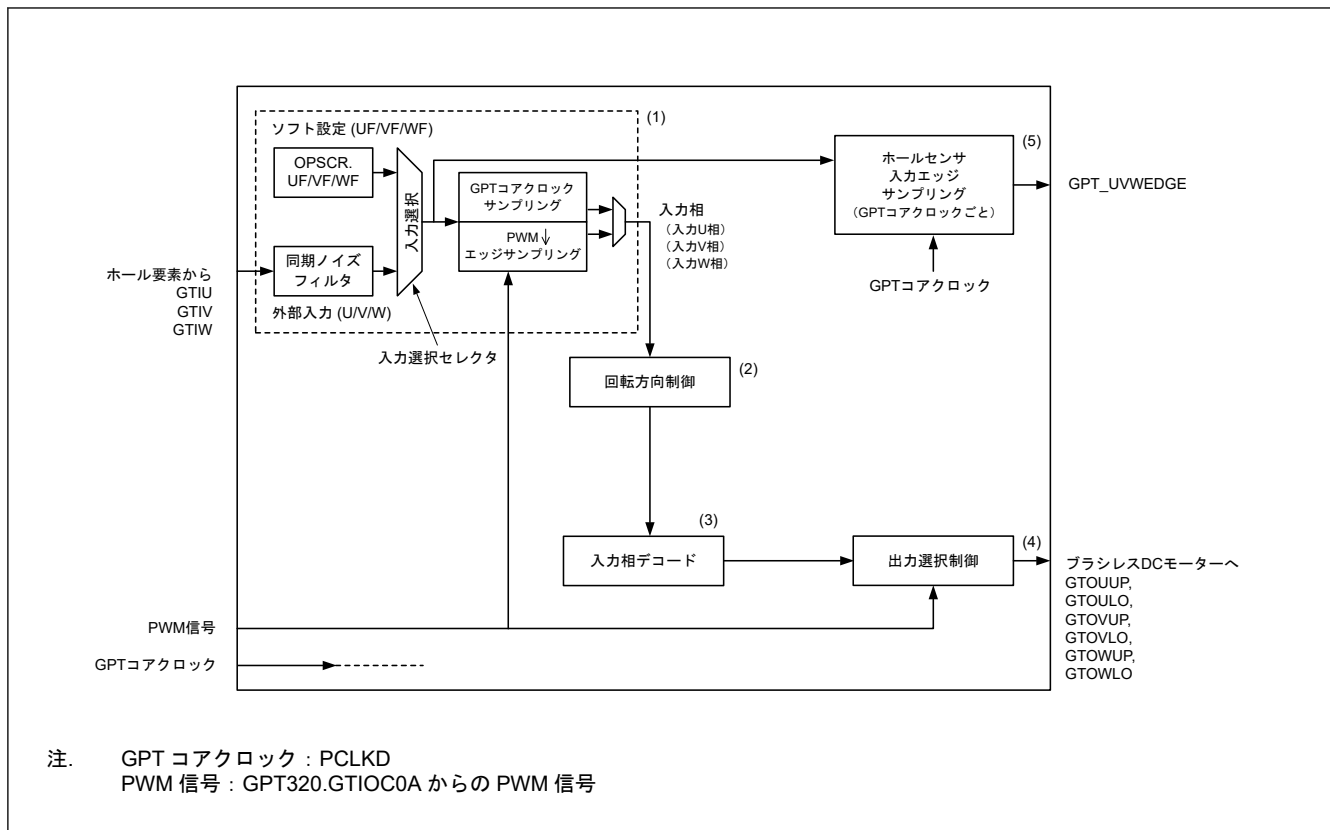 (1)
ソフト設定 (UF/VF/WF)
OPSCR.
UF/VF/WF
入力選択
GPTコアクロック
サンプリング
PWM↓
エッジサンプリング
同期ノイズ
フィルタ
外部入力 (U/V/W)
入力選択セレクタ
ホール要素から
GTIU
GTIV
GTIW
入力相
（入力U相）
（入力V相）
（入力W相）
(5)
ホールセンサ
入力エッジ
サンプリング
（GPTコアクロックごと）
GPT_UVWEDGE
GPTコアクロック
(2)
回転方向制御
(3)
入力相デコード
(4)
出力選択制御
ブラシレスDCモーターへ
GTOUUP,
GTOULO,
GTOVUP,
GTOVLO,
GTOWUP,
GTOWLO
PWM信号
GPTコアクロック
注. GPT コアクロック : PCLKD
PWM 信号 : GPT320.GTIOC0A からの PWM 信号